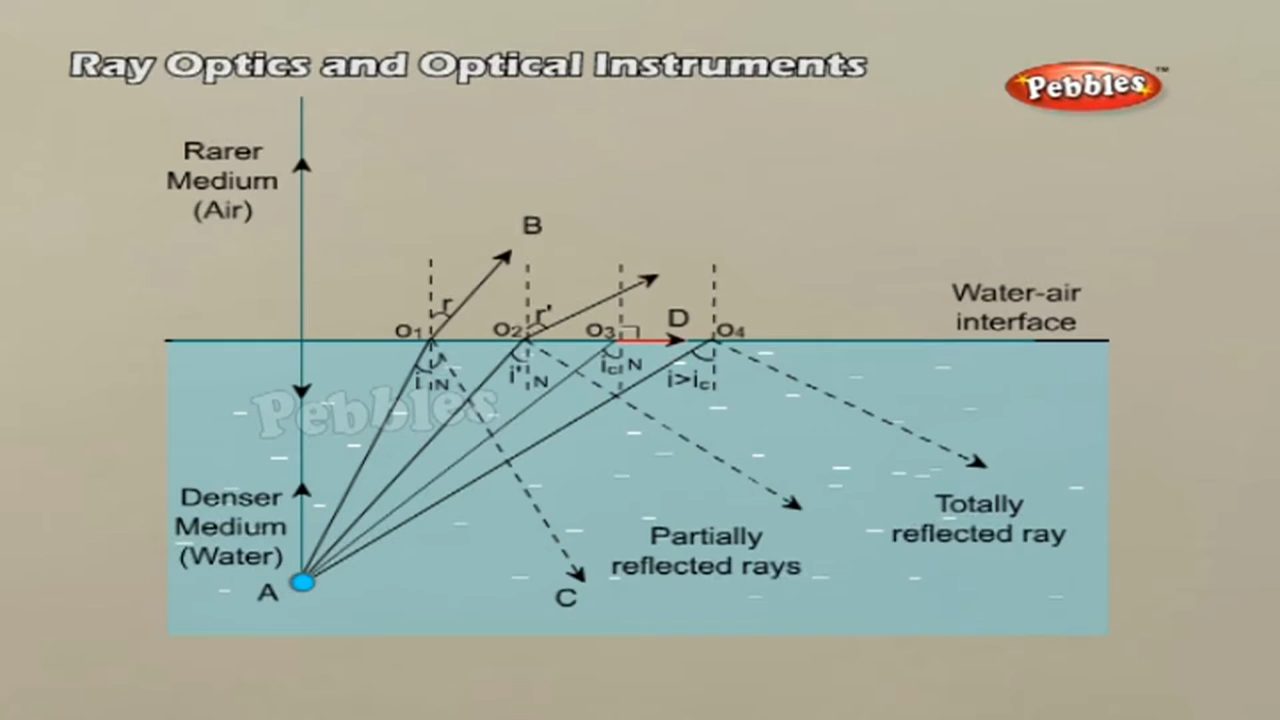 Ray Optics and Optical Instruments
Pebbles™
Rarer
Medium
(Air)
B
Water-air
interface
r
r'
D
O1
O2
O3
O4
i
N
i'
N
ic
N
i>ic
Pebbles
Denser
Medium
(Water)
Totally
reflected ray
Partially
reflected rays
A
C